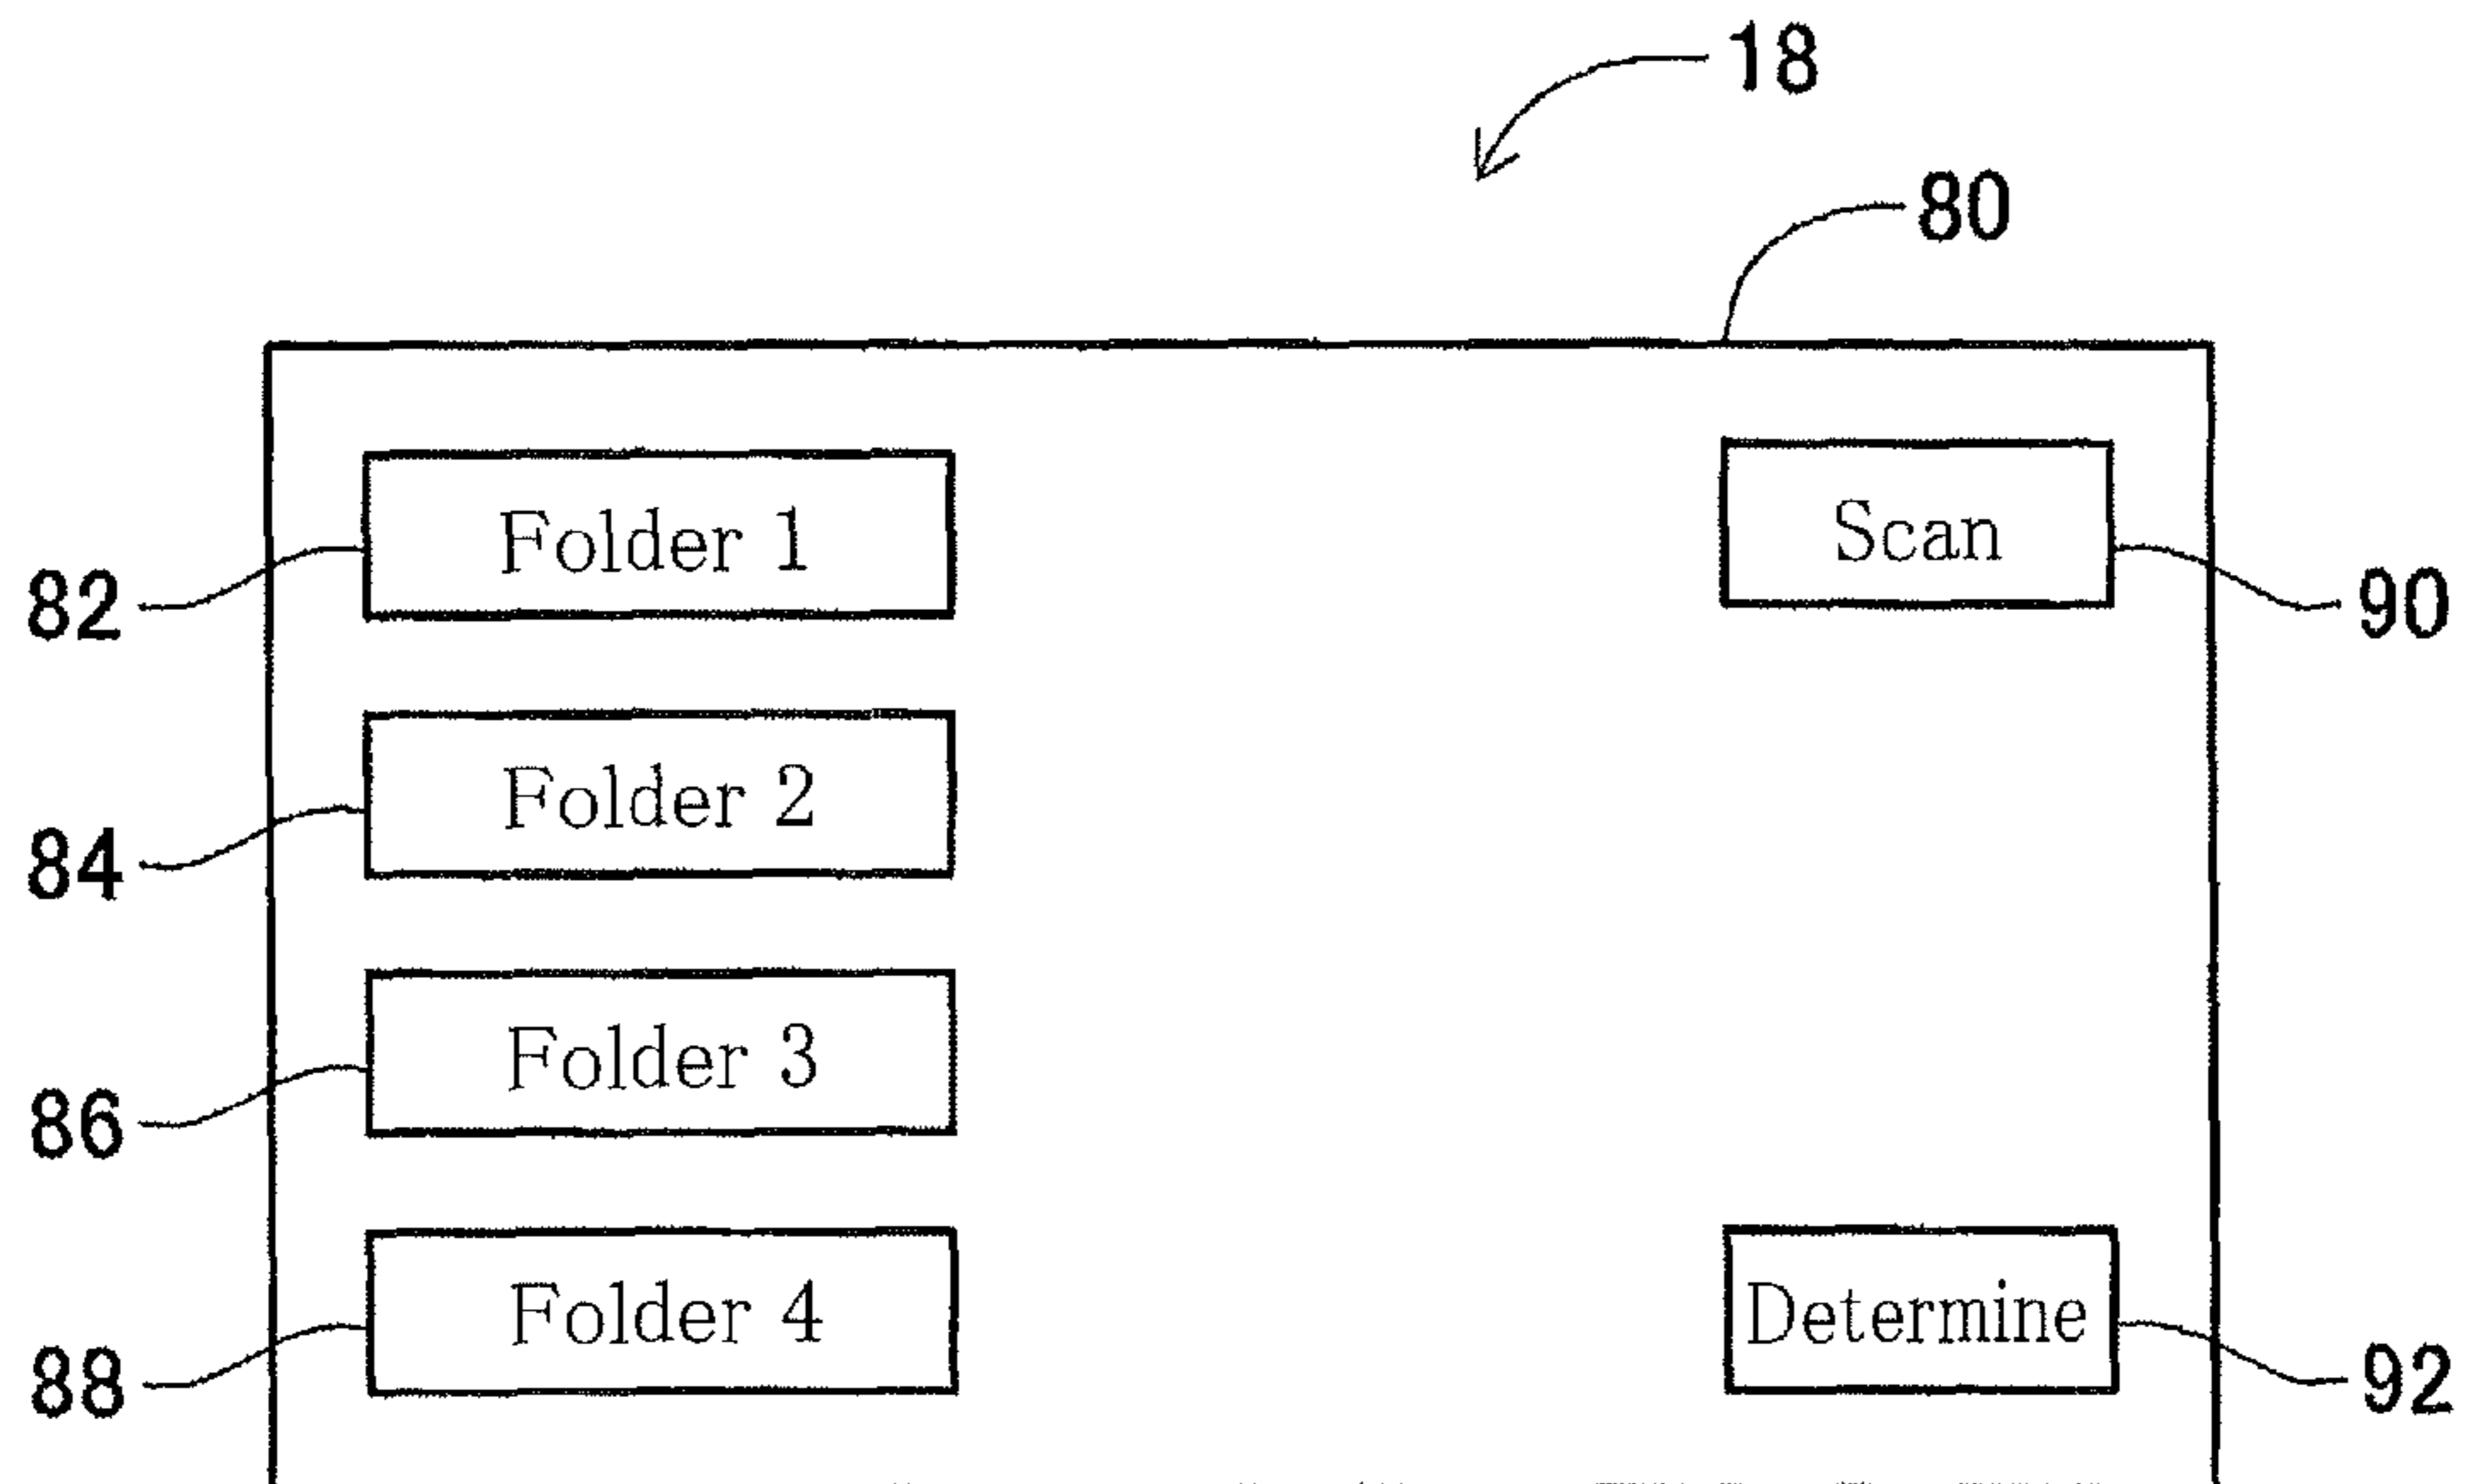 18
80
Folder 1
Scan
82
90
Folder 2
84
Folder 3
86
Folder 4
Determine
88
92